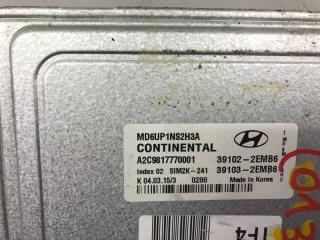 MD6UP1NS2H3A
CONTINENTAL
A2C9817770001 39102-2EMB6
Index 02 SIM2K-241 39103-2EMB6
K 04.03.15/3 0286 Made in Korea